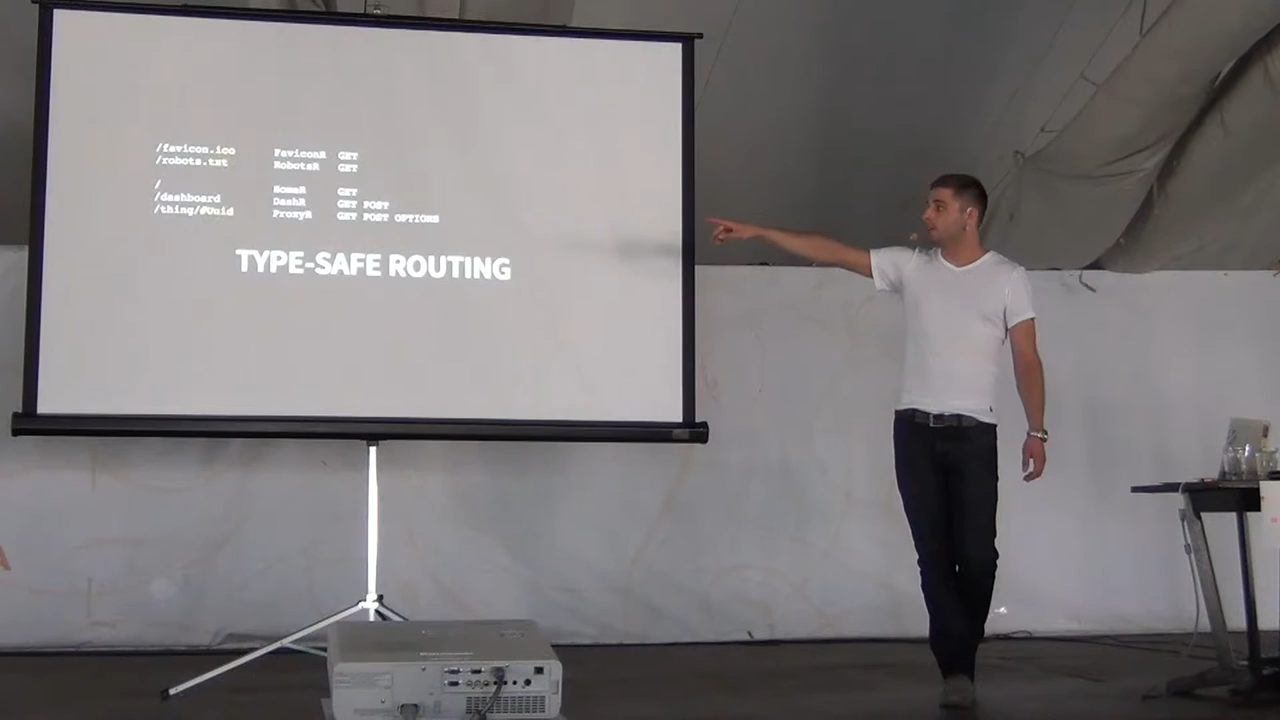 /favicon.ico FaviconR GET
/robots.txt RobotsR GET
/ HomeR GET
/dashboard DashR GET POST
/thing/#Uuid ProxyR GET POST OPTIONS
TYPE-SAFE ROUTING